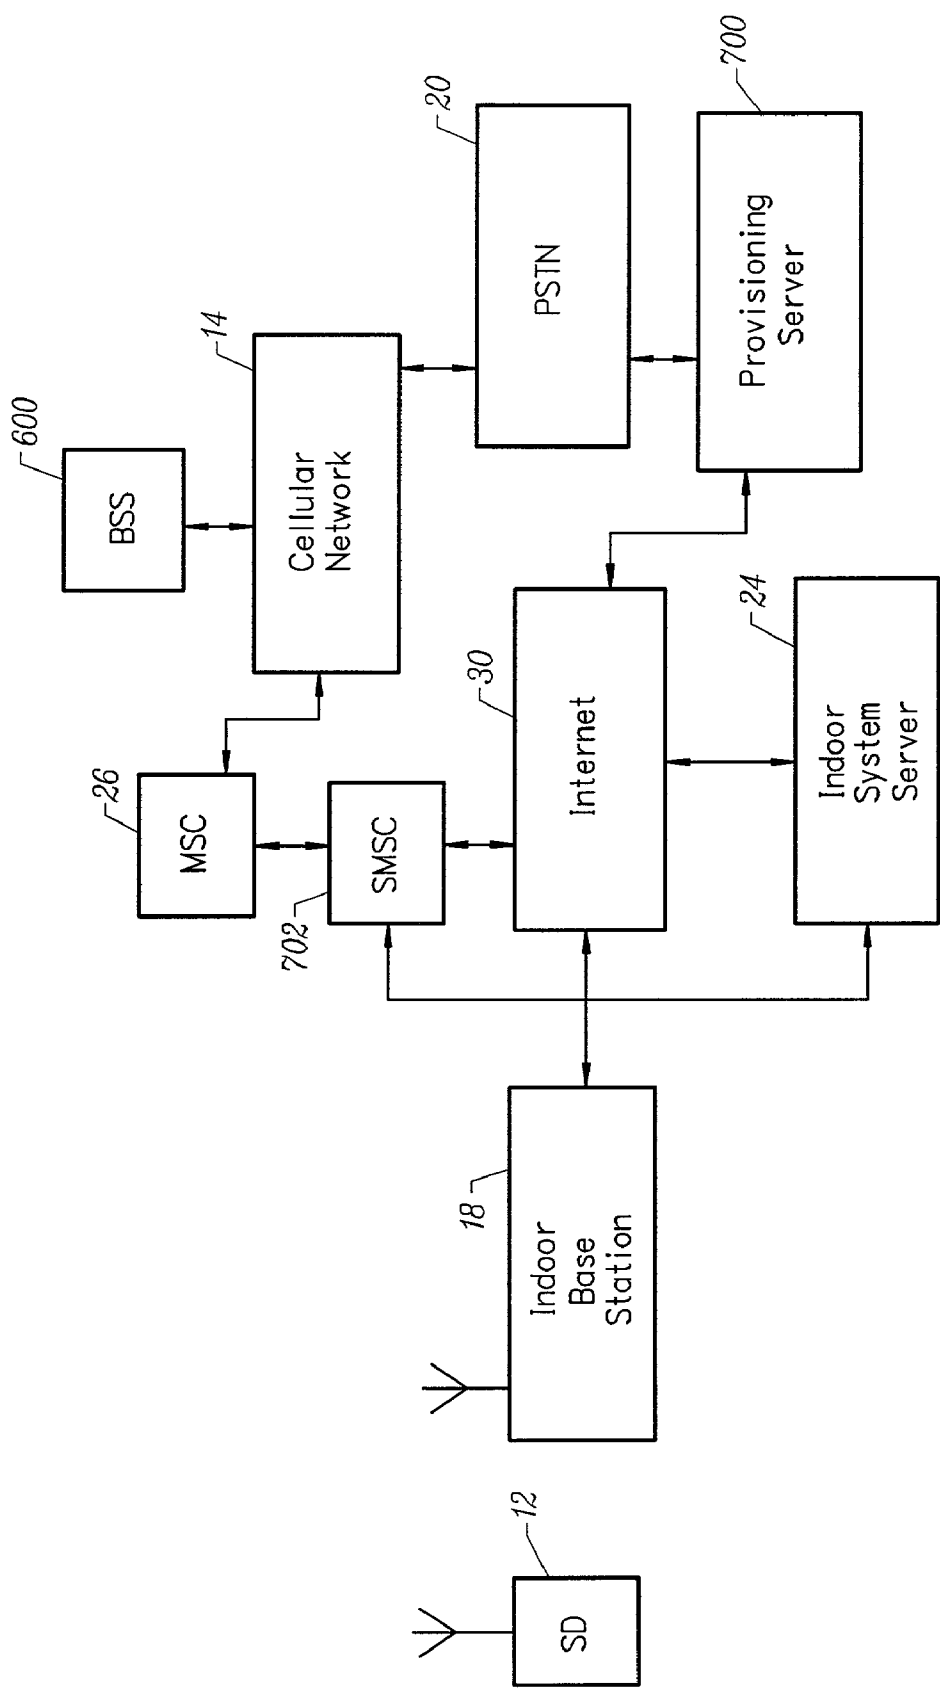 600
BSS
14
Cellular
Network
20
PSTN
700
Provisioning
Server
26
MSC
702
SMSC
30
Internet
24
Indoor
System
Server
18
Indoor
Base
Station
12
SD